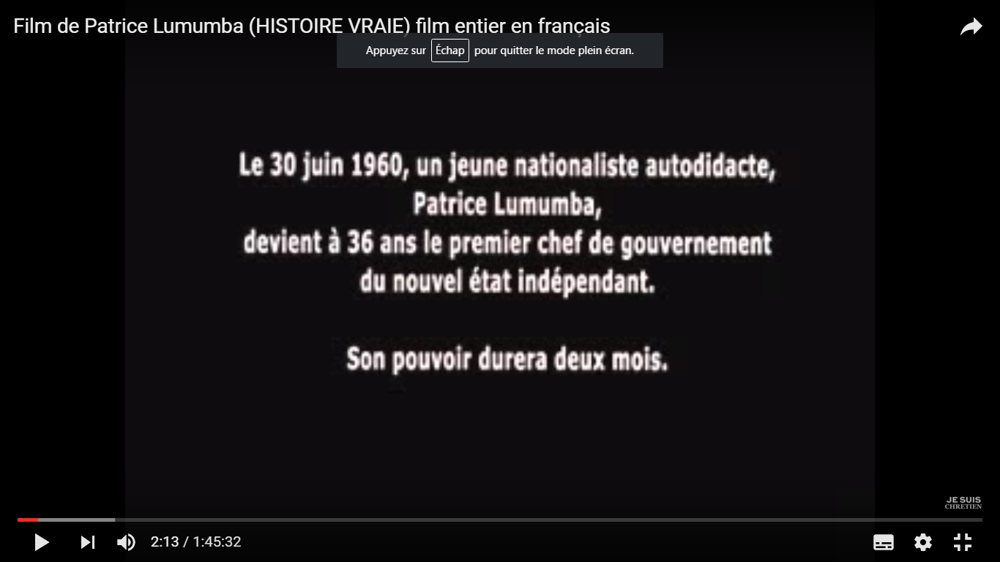 Film de Patrice Lumumba (HISTOIRE VRAIE) film entier en français
Appuyez sur Échap pour quitter le mode plein écran.
Le 30 juin 1960, un jeune nationaliste autodidacte,
Patrice Lumumba,
devient à 36 ans le premier chef de gouvernement
du nouvel état indépendant.
Son pouvoir durera deux mois.
JE SUIS
CHRETIEN
2:13 / 1:45:32